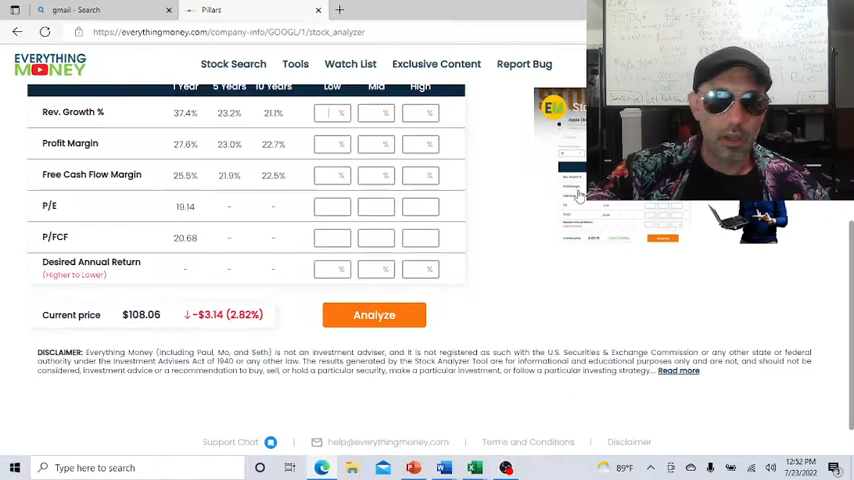 gmail - Search
Pillars
https://everythingmoney.com/company-info/GOOGL/1/stock_analyzer
EVERYTHING
MONEY
Stock Search
Tools
Watch List
Exclusive Content
Report Bug
1 Year
5 Years
10 Years
Low
Mid
High
Rev. Growth %
37.4%
23.2%
21.1%
%
%
%
Profit Margin
27.6%
23.0%
22.7%
%
%
%
Free Cash Flow Margin
25.5%
21.9%
22.5%
%
%
%
P/E
19.14
-
-
P/FCF
20.68
-
-
Desired Annual Return
(Higher to Lower)
-
-
-
%
%
%
Current price
$108.06
↓-$3.14 (2.82%)
Analyze
EM
DISCLAIMER: Everything Money (including Paul, Mo, and Seth) is not an investment adviser, and it is not registered as such with the U.S. Securities & Exchange Commission or any other state or federal
authority under the Investment Advisers Act of 1940 or any other law. The results generated by the Stock Analyzer Tool are for informational and educational purposes only and are not, and should not be
considered, investment advice or a recommendation to buy, sell, or hold a particular security, make a particular investment, or follow a particular investing strategy.... Read more
Support Chat
help@everythingmoney.com
Terms and Conditions
Disclaimer
Type here to search
89°F
12:52 PM
7/23/2022